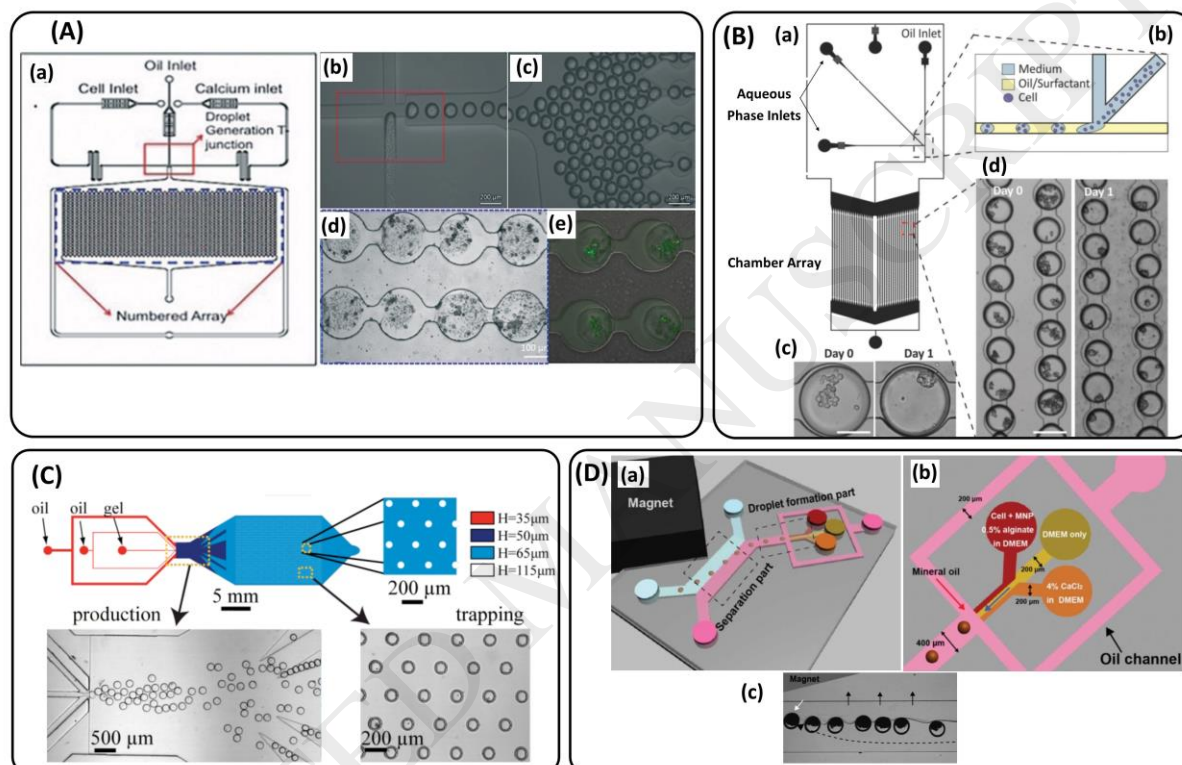 (A)
(a)
Oil Inlet
Cell Inlet
Calcium inlet
Droplet
Generation T-
junction
Numbered Array
(b)
200 µm
(c)
200 µm
(d)
100 µm
(e)
(B)
(a)
Oil Inlet
Aqueous
Phase Inlets
Chamber Array
(b)
Medium
Oil/Surfactant
Cell
(c)
Day 0
Day 1
(d)
Day 0
Day 1
(C)
oil
oil
gel
H=35µm
H=50µm
H=65µm
H=115µm
5 mm
200 µm
production
trapping
500 µm
200 µm
(D)
(a)
Magnet
Droplet formation part
Separation part
(b)
200 µm
Cell + MNP
0.5% alginate
in DMEM
DMEM only
Mineral oil
200 µm
200 µm
4% CaCl₂
in DMEM
400 µm
Oil channel
(c)
Magnet
MANUSCRIPT